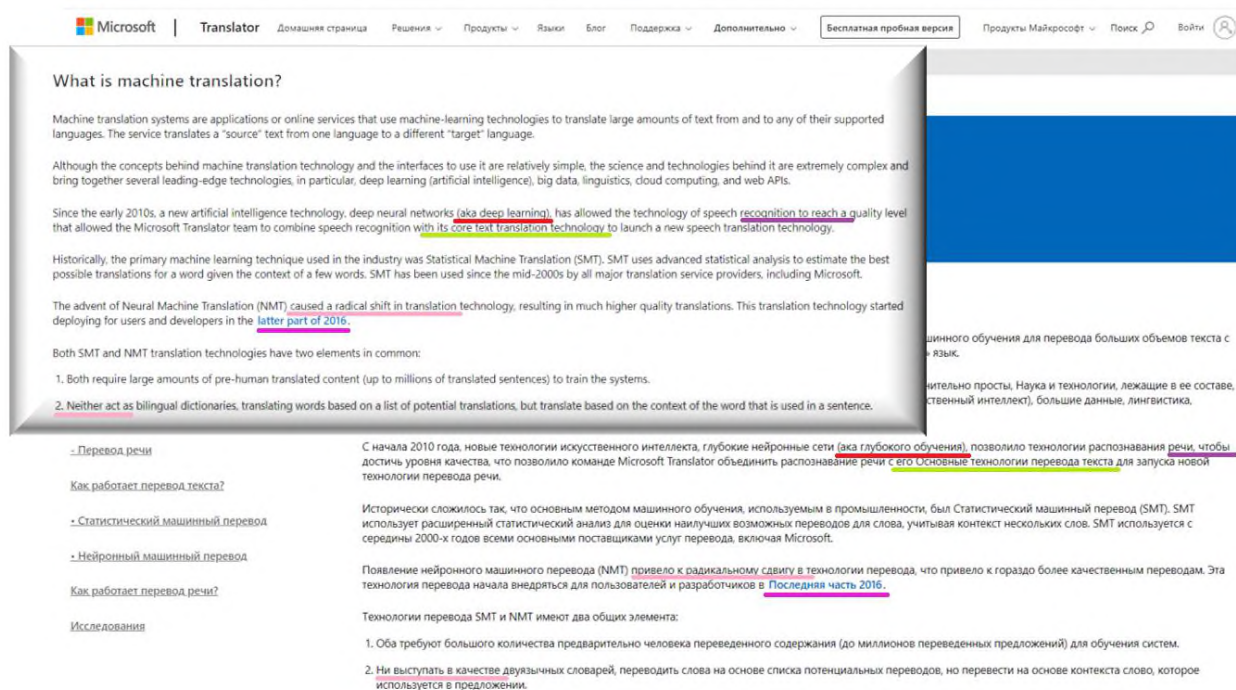 Microsoft
Translator
Домашняя страница
Решения
Продукты
Языки
Блог
Поддержка
Дополнительно
Бесплатная пробная версия
Продукты Майкрософт
Поиск
Войти
What is machine translation?
Machine translation systems are applications or online services that use machine-learning technologies to translate large amounts of text from and to any of their supported
languages. The service translates a "source" text from one language to a different "target" language.
Although the concepts behind machine translation technology and the interfaces to use it are relatively simple, the science and technologies behind it are extremely complex and
bring together several leading-edge technologies, in particular, deep learning (artificial intelligence), big data, linguistics, cloud computing, and web APIs.
Since the early 2010s, a new artificial intelligence technology, deep neural networks (aka deep learning), has allowed the technology of speech recognition to reach a quality level
that allowed the Microsoft Translator team to combine speech recognition with its core text translation technology to launch a new speech translation technology.
Historically, the primary machine learning technique used in the industry was Statistical Machine Translation (SMT). SMT uses advanced statistical analysis to estimate the best
possible translations for a word given the context of a few words. SMT has been used since the mid-2000s by all major translation service providers, including Microsoft.
The advent of Neural Machine Translation (NMT) caused a radical shift in translation technology, resulting in much higher quality translations. This translation technology started
deploying for users and developers in the latter part of 2016.
Both SMT and NMT translation technologies have two elements in common:
1. Both require large amounts of pre-human translated content (up to millions of translated sentences) to train the systems.
2. Neither act as bilingual dictionaries, translating words based on a list of potential translations, but translate based on the context of the word that is used in a sentence.
шинного обучения для перевода больших объемов текста с
» язык.
нительно просты, Наука и технологии, лежащие в ее составе,
ственный интеллект), большие данные, лингвистика,
- Перевод речи
Как работает перевод текста?
• Статистический машинный перевод
• Нейронный машинный перевод
Как работает перевод речи?
Исследования
С начала 2010 года, новые технологии искусственного интеллекта, глубокие нейронные сети (ака глубокого обучения), позволило технологии распознавания речи, чтобы
достичь уровня качества, что позволило команде Microsoft Translator объединить распознавание речи с его Основные технологии перевода текста для запуска новой
технологии перевода речи.
Исторически сложилось так, что основным методом машинного обучения, используемым в промышленности, был Статистический машинный перевод (SMT). SMT
использует расширенный статистический анализ для оценки наилучших возможных переводов для слова, учитывая контекст нескольких слов. SMT используется с
середины 2000-х годов всеми основными поставщиками услуг перевода, включая Microsoft.
Появление нейронного машинного перевода (NMT) привело к радикальному сдвигу в технологии перевода, что привело к гораздо более качественным переводам. Эта
технология перевода начала внедряться для пользователей и разработчиков в Последняя часть 2016.
Технологии перевода SMT и NMT имеют два общих элемента:
1. Оба требуют большого количества предварительно человека переведенного содержания (до миллионов переведенных предложений) для обучения систем.
2. Ни выступать в качестве двуязычных словарей, переводить слова на основе списка потенциальных переводов, но перевести на основе контекста слово, которое
используется в предложении.